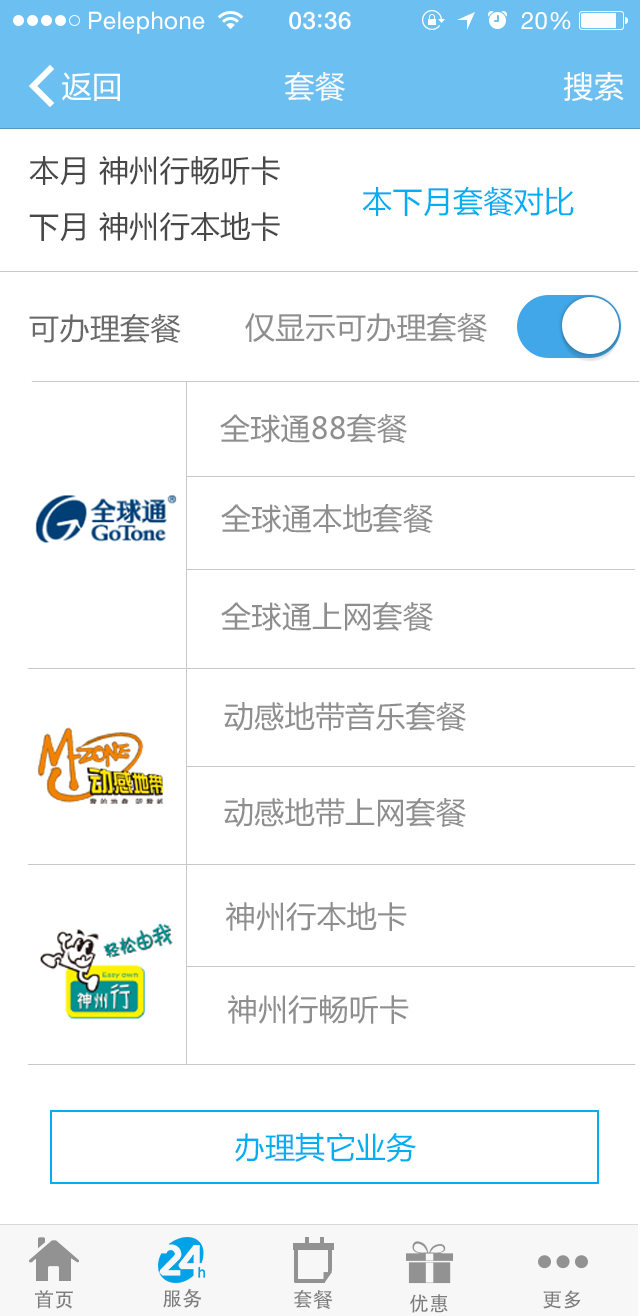 Pelephone 03:36 20%
返回 套餐 搜索
本月 神州行畅听卡
本下月套餐对比
下月 神州行本地卡
可办理套餐 仅显示可办理套餐
全球通88套餐
全球通®
GoTone
全球通本地套餐
全球通上网套餐
动感地带音乐套餐
M-ZONE
动感地带
动感地带上网套餐
神州行本地卡
轻松由我
Easy own
神州行
神州行畅听卡
办理其它业务
24h
首页 服务 套餐 优惠 更多